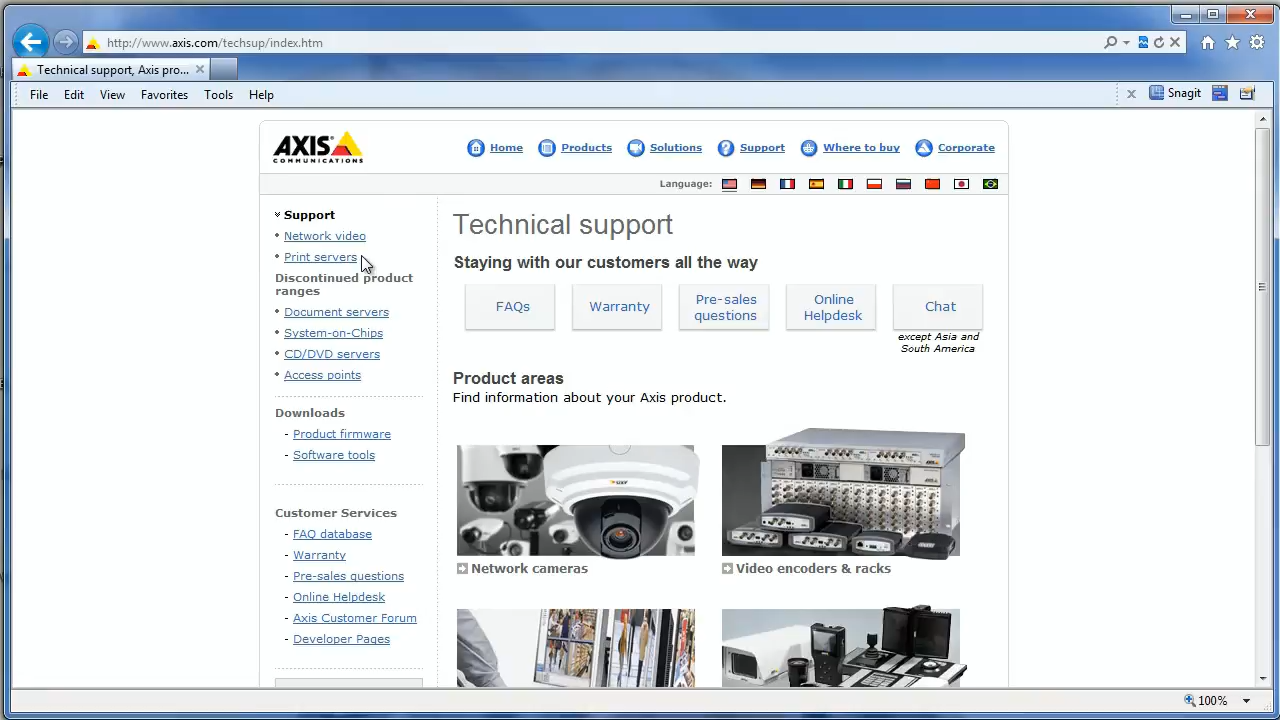 http://www.axis.com/techsup/index.htm
Technical support, Axis pro...
File Edit View Favorites Tools Help
Snagit
AXIS
COMMUNICATIONS
Home Products Solutions Support Where to buy Corporate
Language:
Support
Network video
Print servers
Discontinued product
ranges
Document servers
System-on-Chips
CD/DVD servers
Access points
Downloads
- Product firmware
- Software tools
Customer Services
- FAQ database
- Warranty
- Pre-sales questions
- Online Helpdesk
- Axis Customer Forum
- Developer Pages
Technical support
Staying with our customers all the way
FAQs
Warranty
Pre-sales
questions
Online
Helpdesk
Chat
except Asia and
South America
Product areas
Find information about your Axis product.
Network cameras
Video encoders & racks
100%